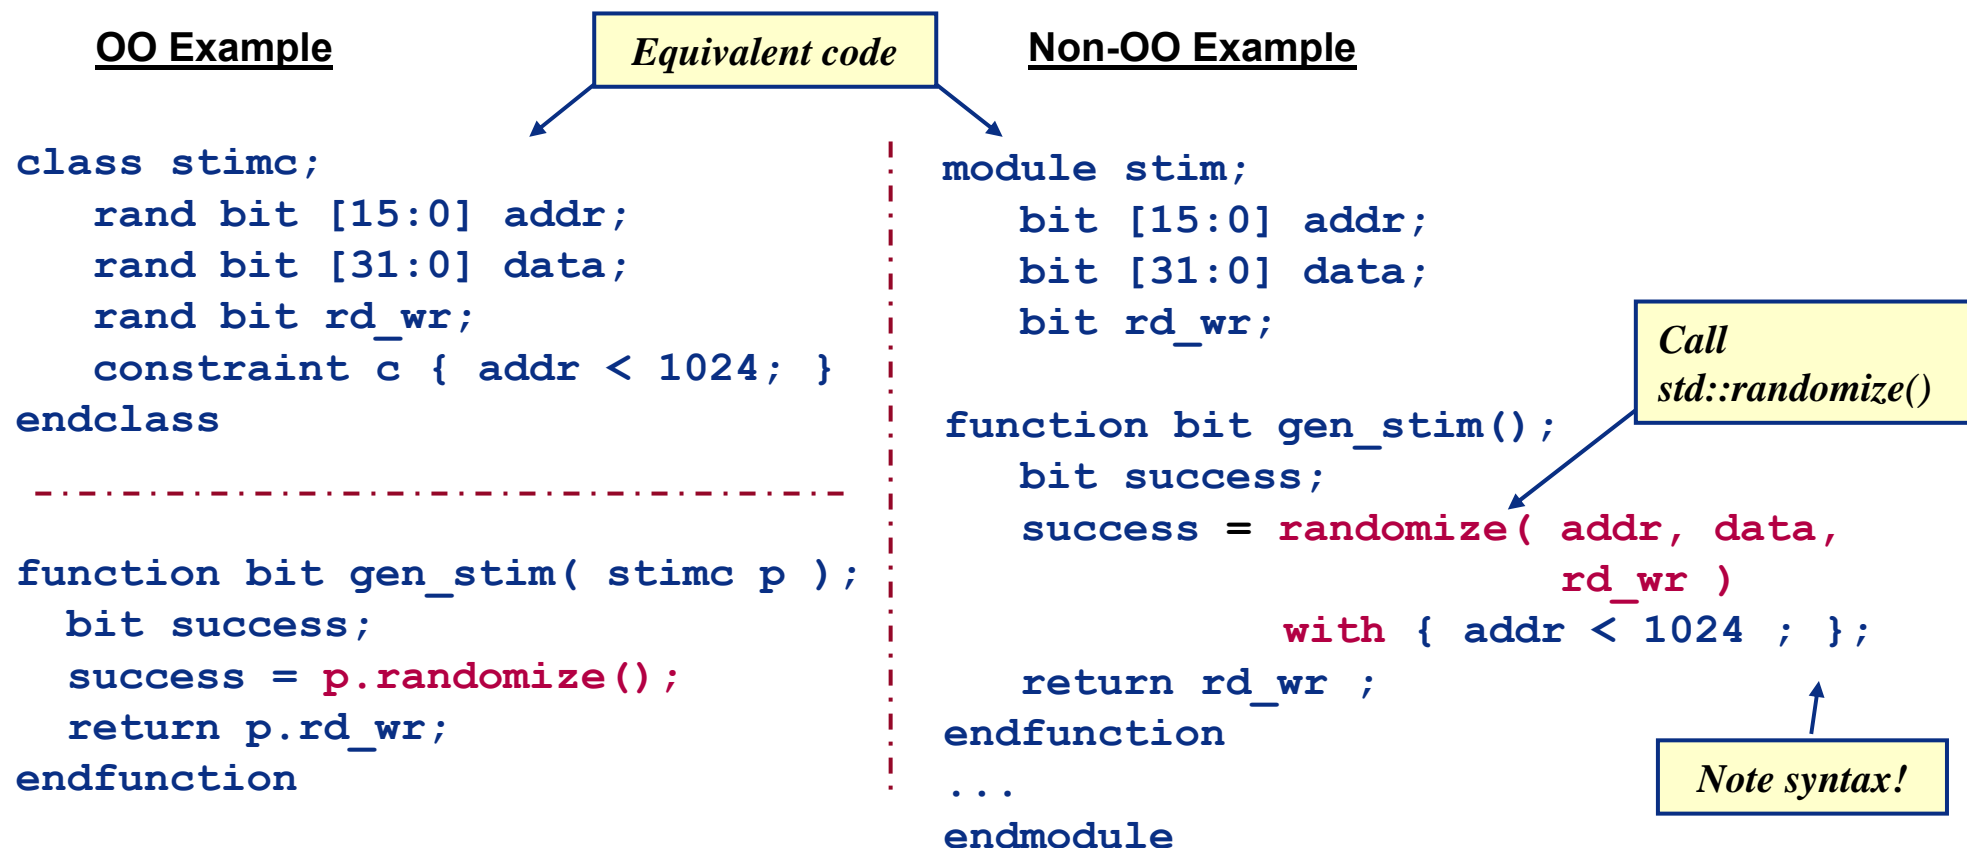 OO Example
Equivalent code
Non-OO Example
class stimc;
rand bit [15:0] addr;
rand bit [31:0] data;
rand bit rd_wr;
constraint c { addr < 1024; }
endclass
function bit gen_stim( stimc p );
bit success;
success = p.randomize();
return p.rd_wr;
endfunction
module stim;
bit [15:0] addr;
bit [31:0] data;
bit rd_wr;
Call
std::randomize()
function bit gen_stim();
bit success;
success = randomize( addr, data,
rd_wr )
with { addr < 1024 ; };
return rd_wr ;
endfunction
Note syntax!
...
endmodule